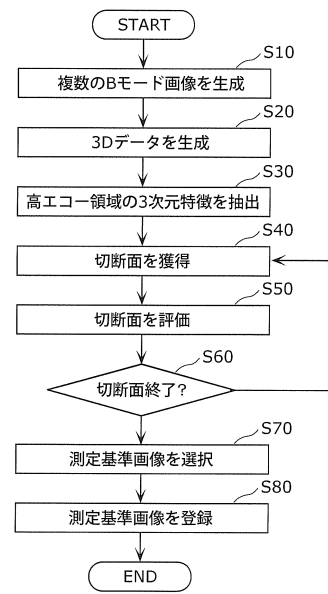 START
S10
複数のBモード画像を生成
S20
3Dデータを生成
S30
高エコー領域の3次元特徴を抽出
S40
切断面を獲得
S50
切断面を評価
S60
切断面終了?
S70
測定基準画像を選択
S80
測定基準画像を登録
END